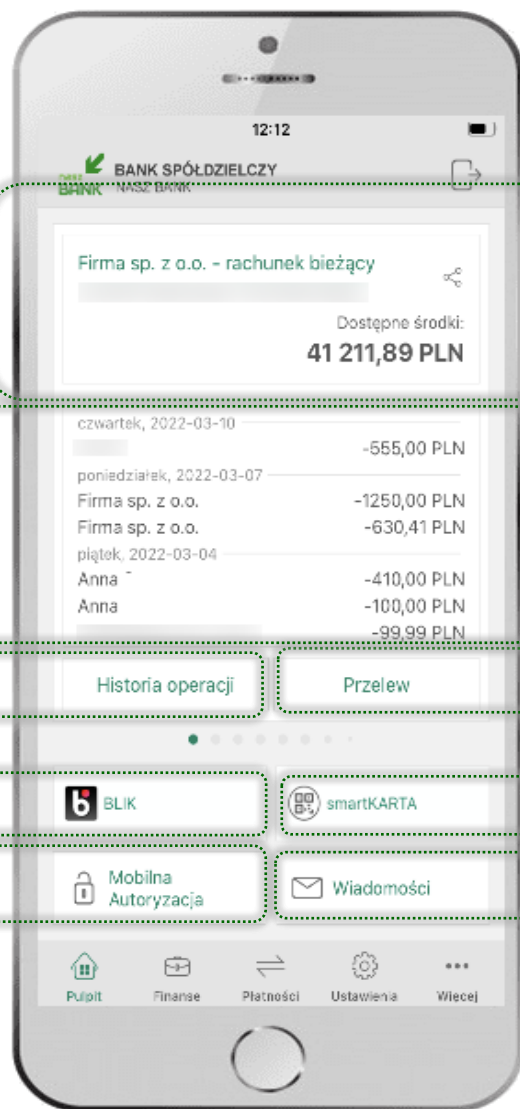 12:12
nasz BANK
BANK SPÓŁDZIELCZY
NASZ BANK
Firma sp. z o.o. – rachunek bieżący
Dostępne środki:
41 211,89 PLN
czwartek, 2022-03-10
-555,00 PLN
poniedziałek, 2022-03-07
Firma sp. z o.o. -1250,00 PLN
Firma sp. z o.o. -630,41 PLN
piątek, 2022-03-04
Anna -410,00 PLN
Anna -100,00 PLN
-99,99 PLN
Historia operacji Przelew
BLIK smartKARTA
Mobilna
Autoryzacja
Wiadomości
Pulpit Finanse Płatności Ustawienia Więcej